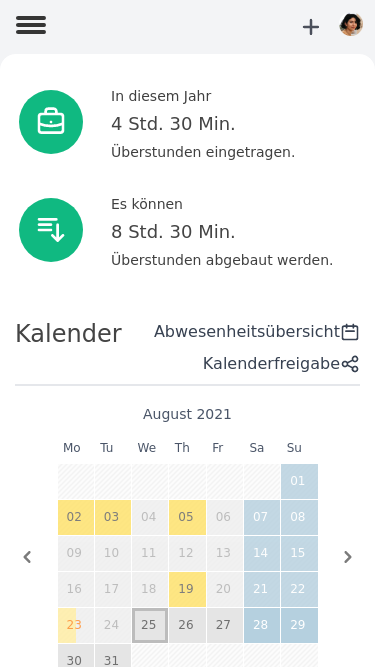 In diesem Jahr
4 Std. 30 Min.
Überstunden eingetragen.
Es können
8 Std. 30 Min.
Überstunden abgebaut werden.
Kalender
Abwesenheitsübersicht
Kalenderfreigabe
August 2021
Mo Tu We Th Fr Sa Su
01
02 03 04 05 06 07 08
09 10 11 12 13 14 15
16 17 18 19 20 21 22
23 24 25 26 27 28 29
30 31